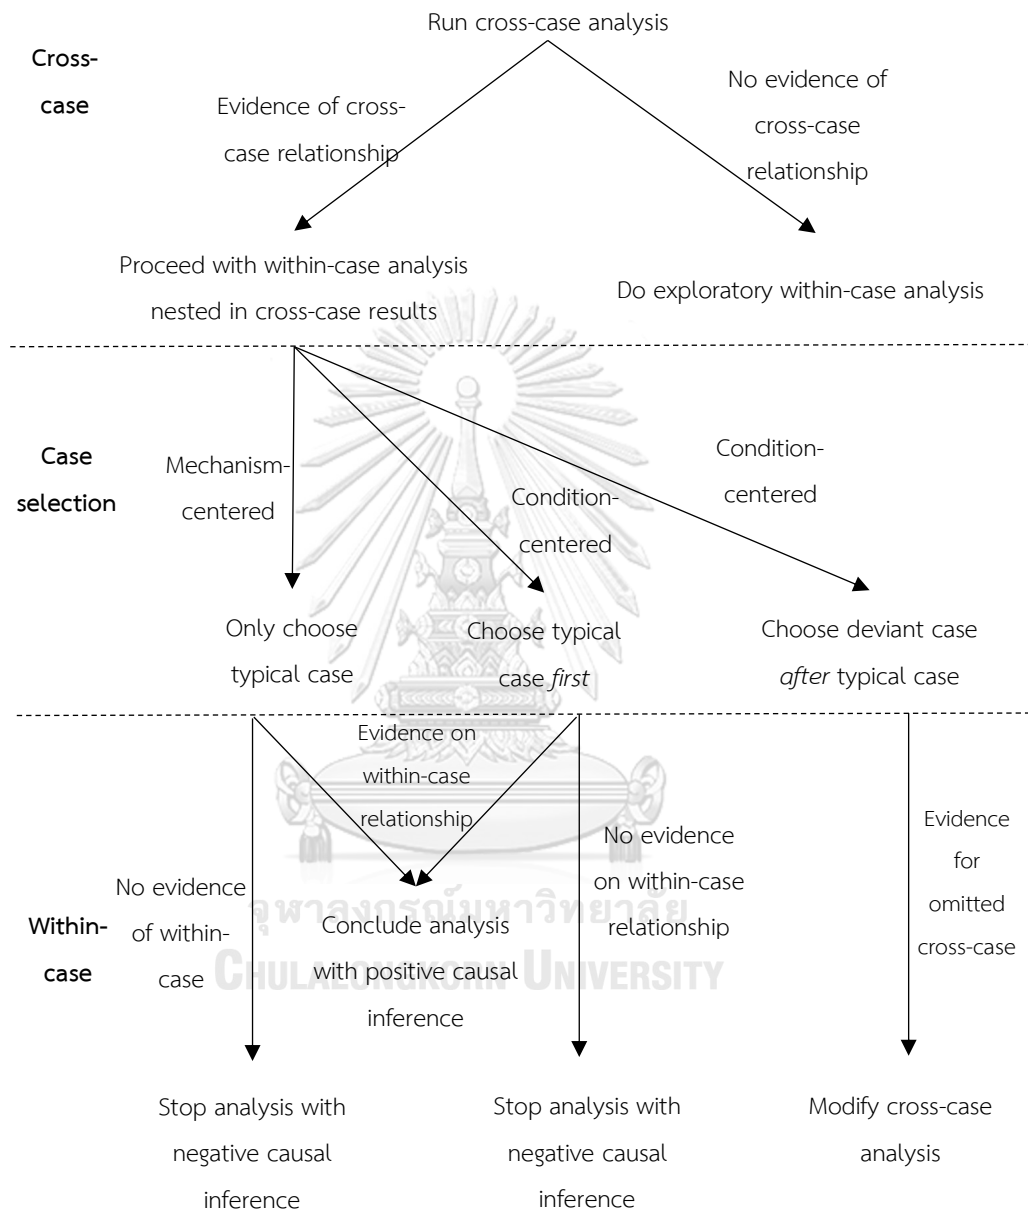 Run cross-case analysis
Cross-
case
Evidence of cross-
case relationship
No evidence of
cross-case
relationship
Proceed with within-case analysis
nested in cross-case results
Do exploratory within-case analysis
Case
selection
Mechanism-
centered
Condition-
centered
Condition-
centered
Only choose
typical case
Choose typical
case first
Choose deviant case
after typical case
Evidence on
within-case
relationship
No evidence
on within-case
relationship
Evidence
for
omitted
cross-case
Within-
case
No evidence
of within-
case
จุฬาลงกรณ์มหาวิทยาลัย
CHULALONGKORN UNIVERSITY
Conclude analysis
with positive causal
inference
Stop analysis with
negative causal
inference
Stop analysis with
negative causal
inference
Modify cross-case
analysis